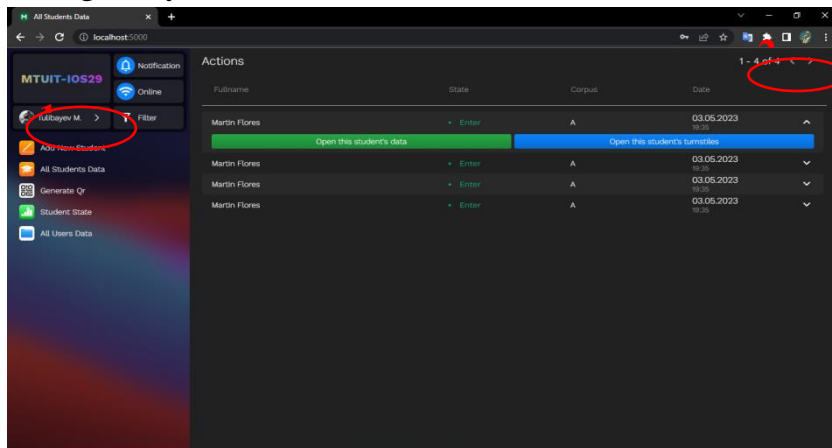 All Students Data
localhost:5000
MTUIT-IOS29
Notification
Online
Tulibayev M. >
Filter
Add New Student
All Students Data
Generate Qr
Student State
All Users Data
Actions
1 - 4 of 4 < >
Fullname State Corpus Date
Martin Flores • Enter A 03.05.2023
19:35
Open this student's data Open this student's turnstiles
Martin Flores • Enter A 03.05.2023
19:35
Martin Flores • Enter A 03.05.2023
19:35
Martin Flores • Enter A 03.05.2023
19:35